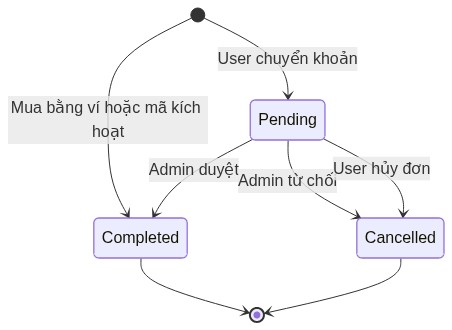 User chuyển khoản
Mua bằng ví hoặc mã kích
hoạt
Pending
Admin duyệt
Admin từ chối
User hủy đơn
Completed
Cancelled